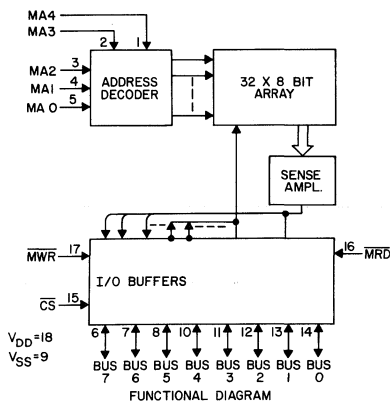 MA4
MA3
2
1
MA2 3
MA1 4
MA0 5
ADDRESS
DECODER
32 X 8 BIT
ARRAY
SENSE
AMPL.
MWR 17
16 MRD
I/O BUFFERS
CS 15
VDD=18
VSS=9
6 7 8 10 11 12 13 14
BUS BUS BUS BUS BUS BUS BUS BUS
7 6 5 4 3 2 1 0
FUNCTIONAL DIAGRAM